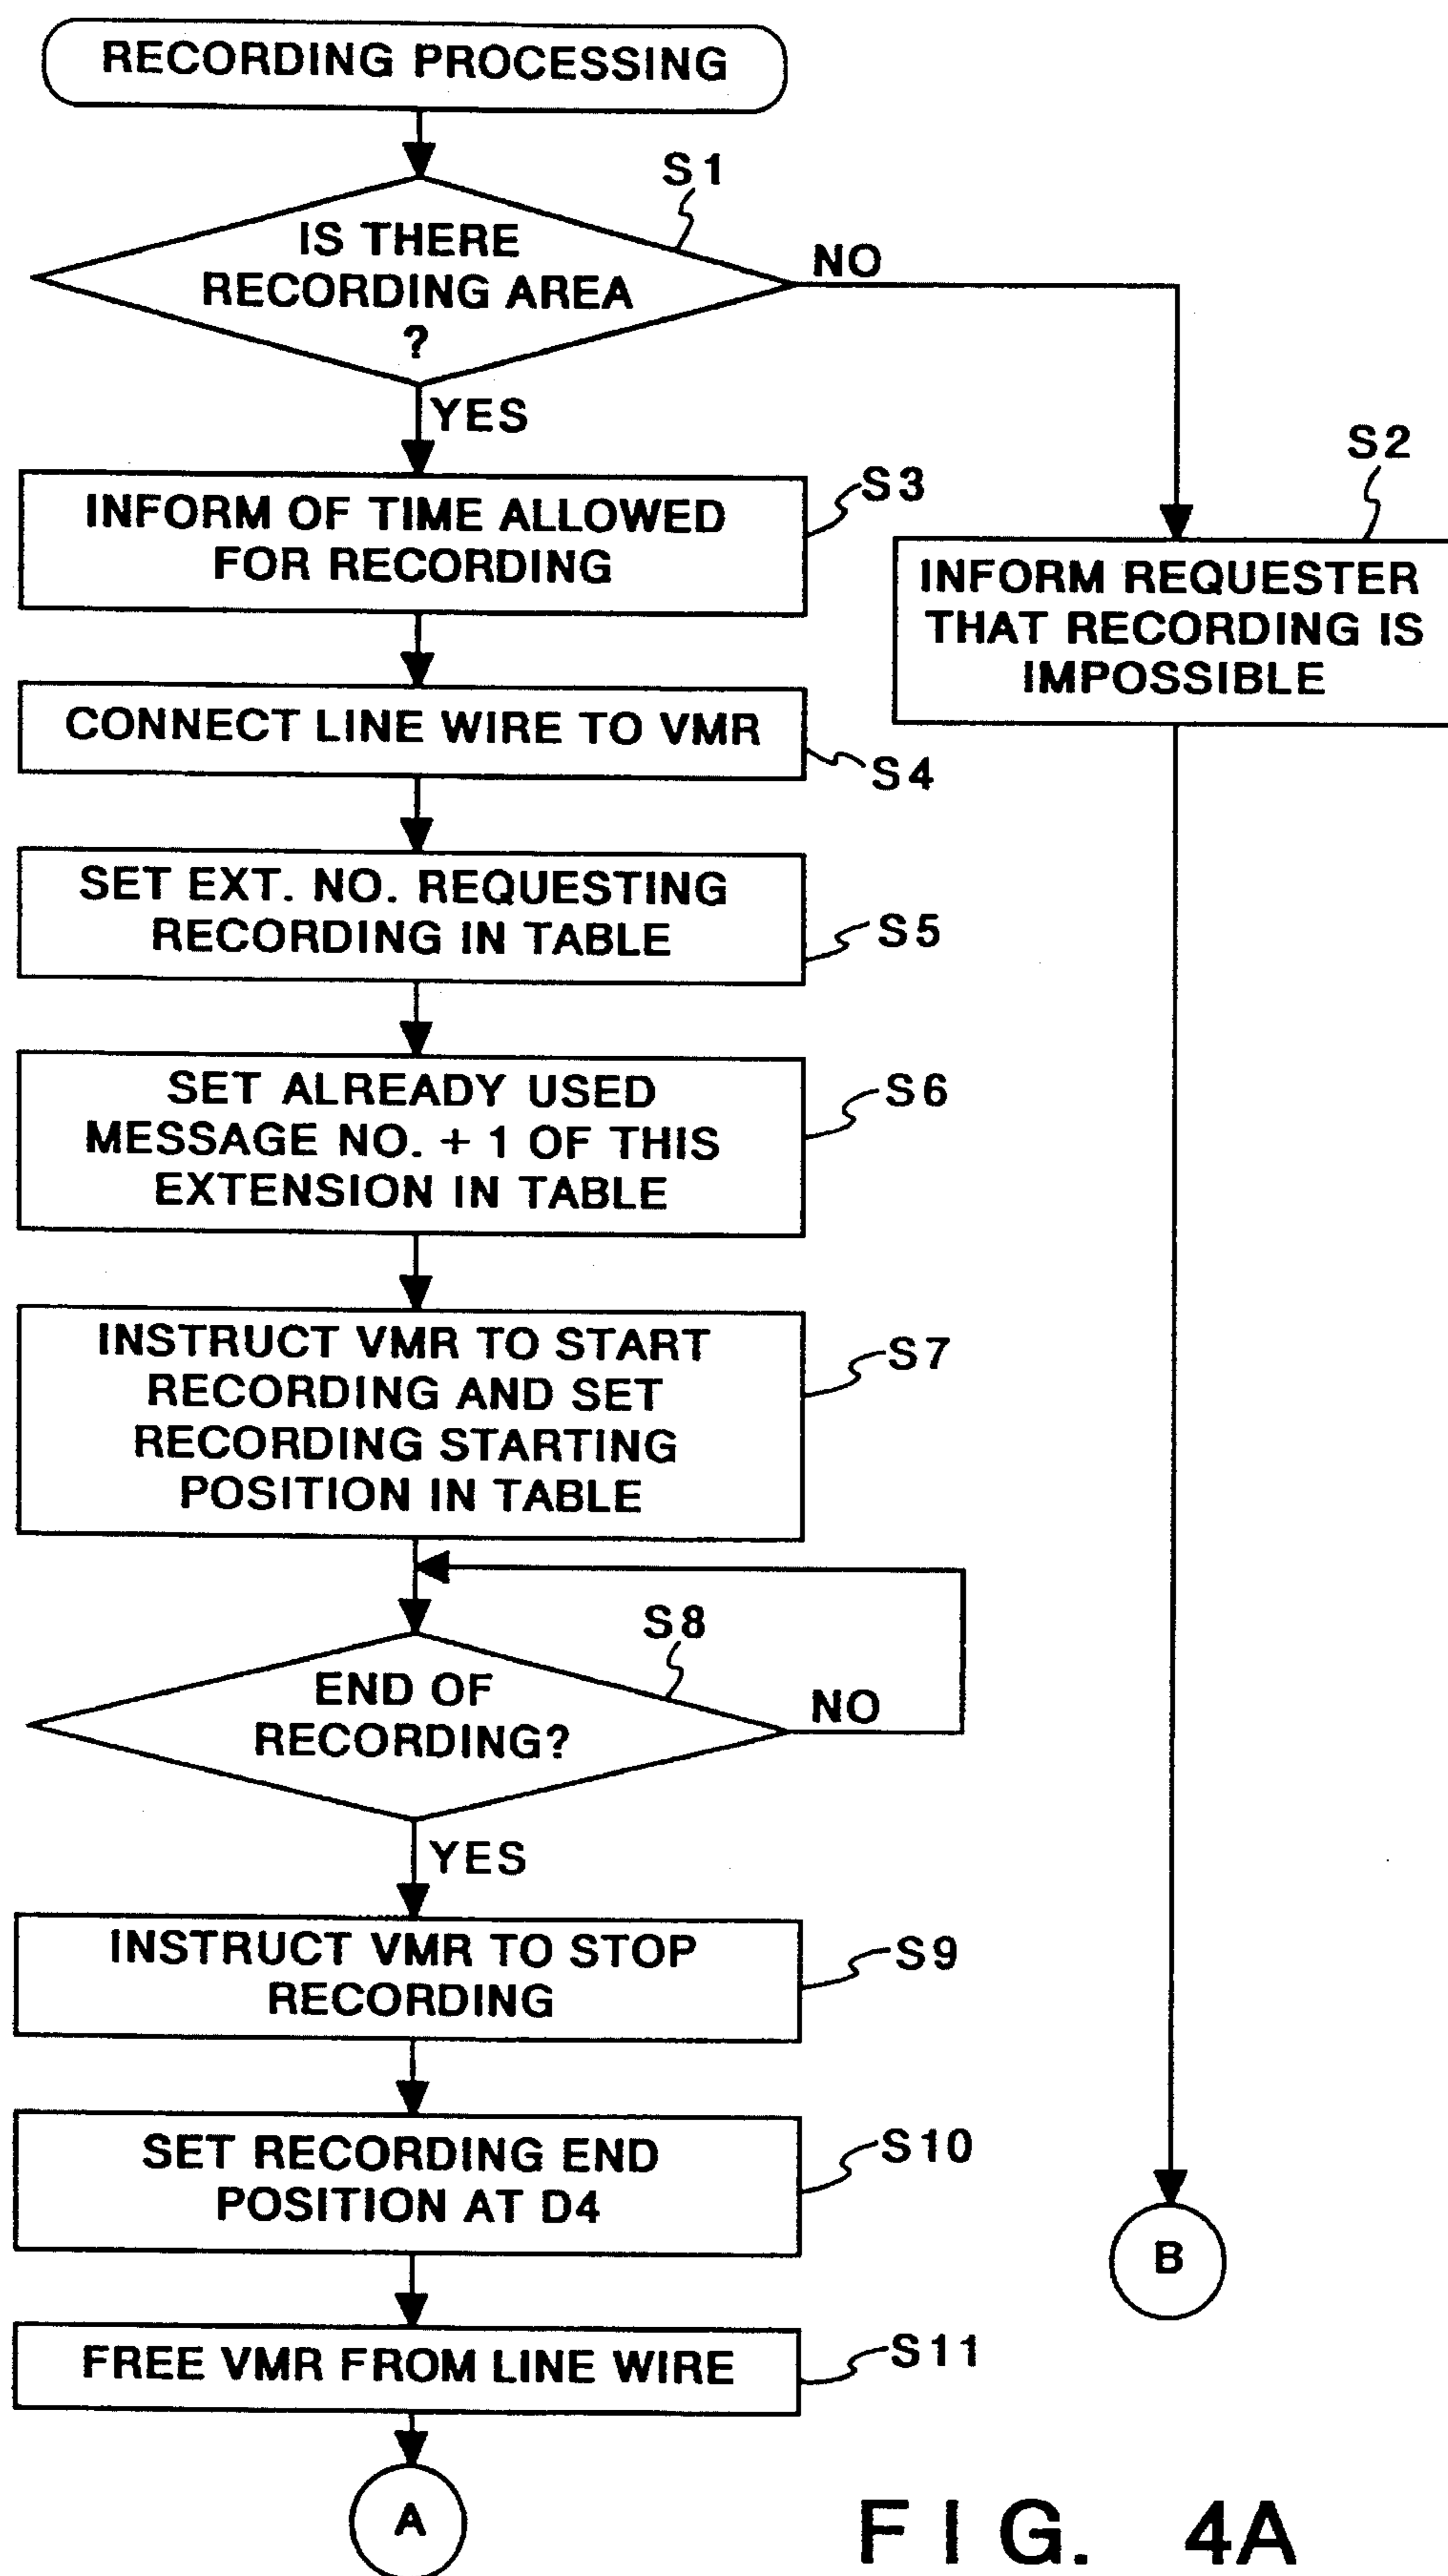 RECORDING PROCESSING
S1
IS THERE
RECORDING AREA
?
NO
YES
S2
INFORM REQUESTER
THAT RECORDING IS
IMPOSSIBLE
S3
INFORM OF TIME ALLOWED
FOR RECORDING
CONNECT LINE WIRE TO VMR
S4
SET EXT. NO. REQUESTING
RECORDING IN TABLE
S5
SET ALREADY USED
MESSAGE NO. + 1 OF THIS
EXTENSION IN TABLE
S6
INSTRUCT VMR TO START
RECORDING AND SET
RECORDING STARTING
POSITION IN TABLE
S7
S8
END OF
RECORDING?
NO
YES
INSTRUCT VMR TO STOP
RECORDING
S9
SET RECORDING END
POSITION AT D4
S10
B
FREE VMR FROM LINE WIRE
S11
A
FIG. 4A